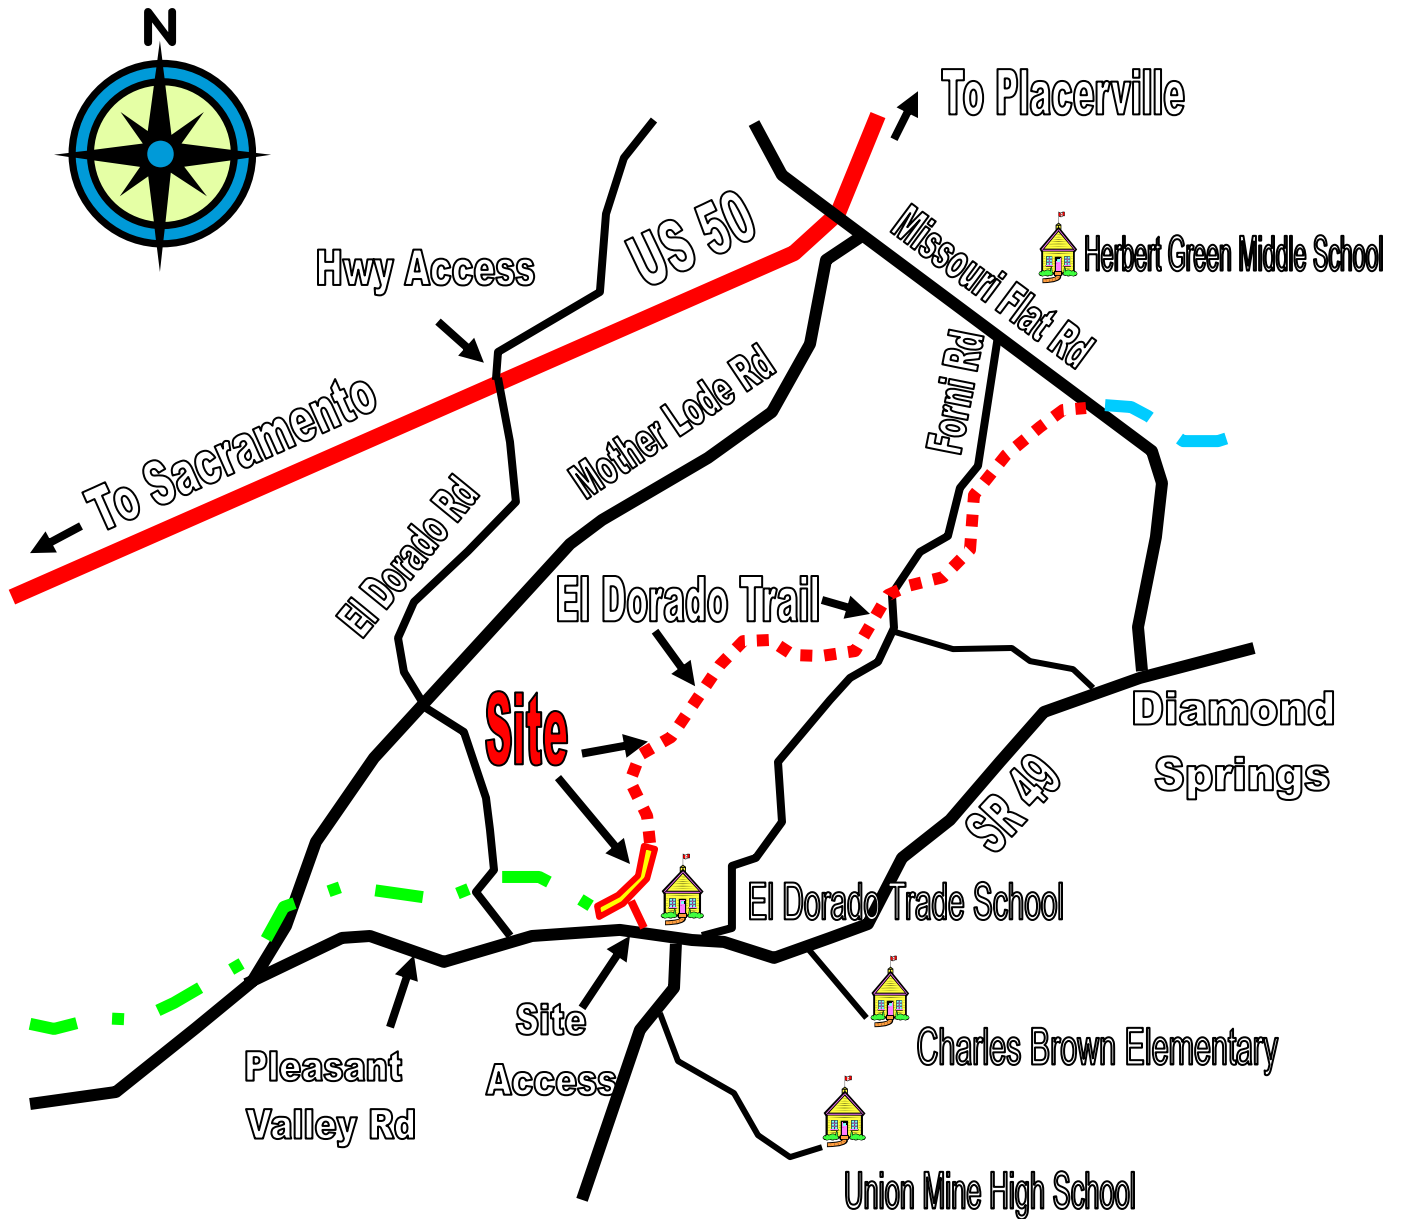 N
To Placerville
US 50
Missouri Flat Rd
Herbert Green Middle School
Hwy Access
Forni Rd
Mother Lode Rd
To Sacramento
El Dorado Rd
El Dorado Trail
Site
Diamond
Springs
SR 49
El Dorado Trade School
Site
Access
Charles Brown Elementary
Pleasant
Valley Rd
Union Mine High School